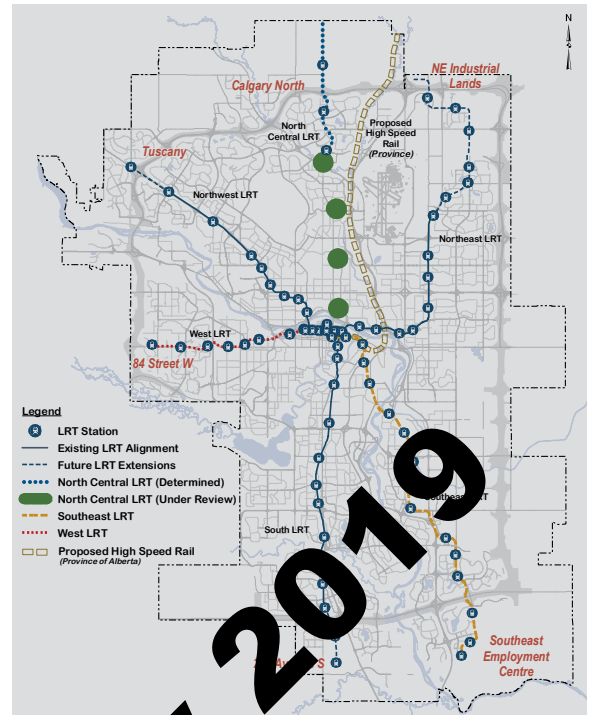 N
NE Industrial
Lands
Calgary North
North
Central LRT
Proposed
High Speed
Rail
(Province)
Tuscany
Northwest LRT
Northeast LRT
West LRT
84 Street W
Legend
LRT Station
Existing LRT Alignment
Future LRT Extensions
North Central LRT (Determined)
North Central LRT (Under Review)
Southeast LRT
West LRT
Proposed High Speed Rail
(Province of Alberta)
South LRT
2019
Southeast
Employment
Centre